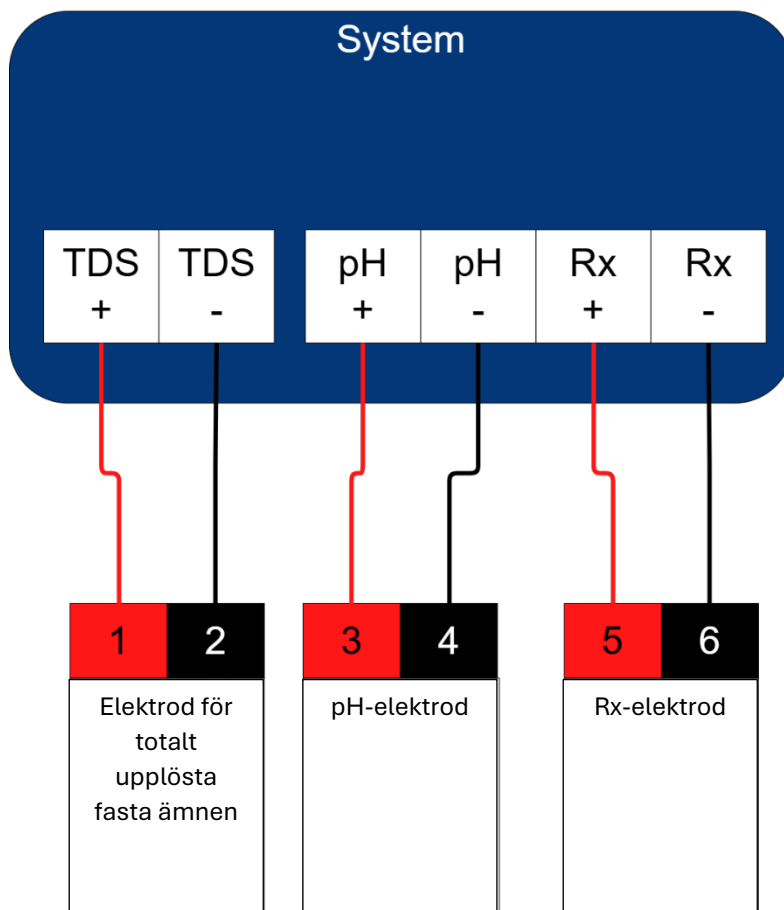 System
TDS TDS pH pH Rx Rx
+ - + - + -
1 2 3 4 5 6
Elektrod för
totalt
upplösta
fasta ämnen
pH-elektrod
Rx-elektrod